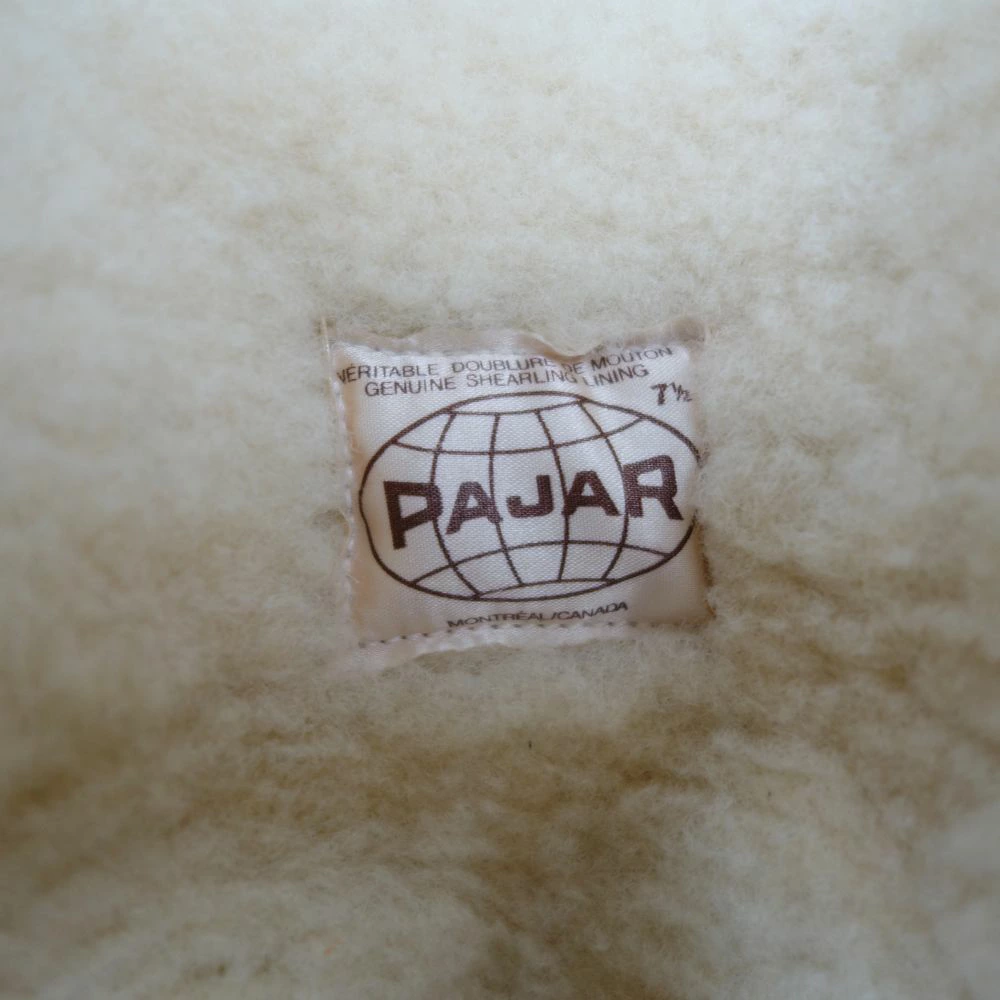 VÉRITABLE DOUBLURE DE MOUTON
GENUINE SHEARLING LINING
7½
PAJAR
MONTRÉAL/CANADA